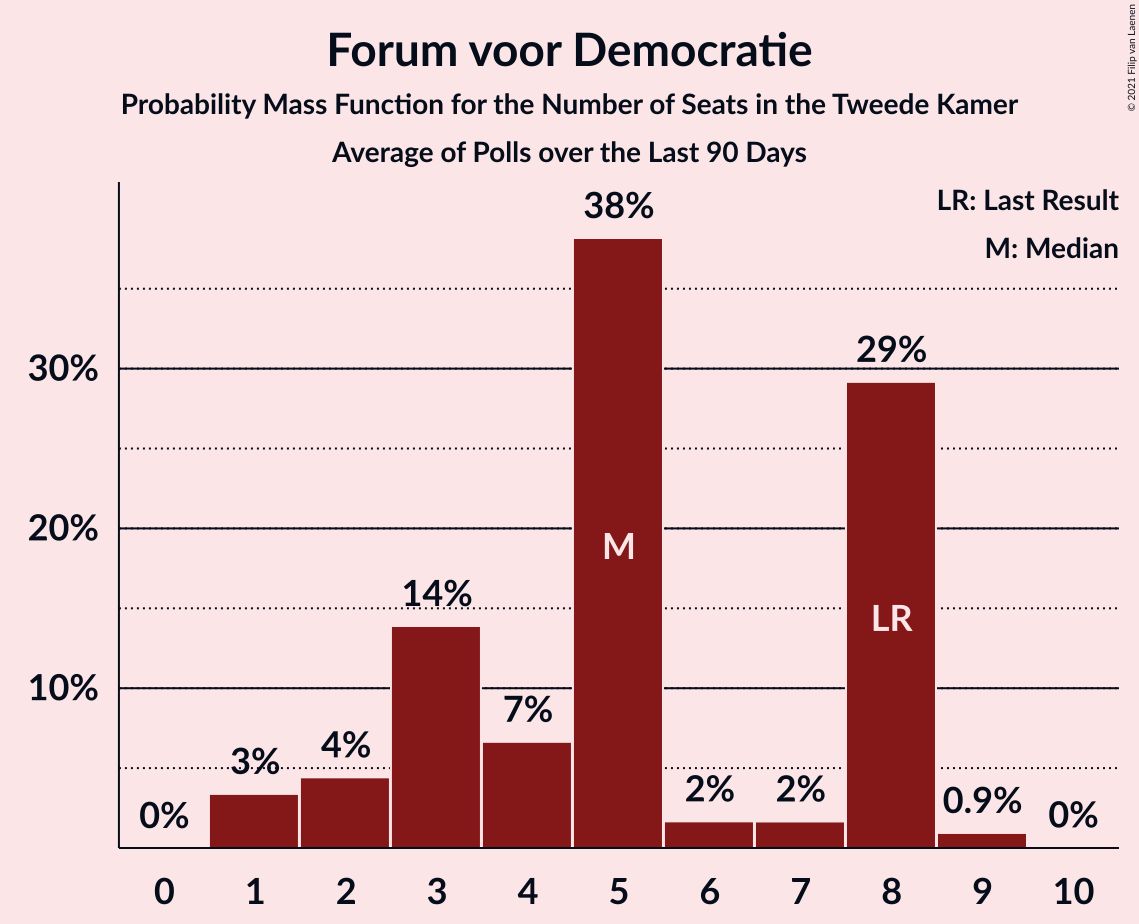 Forum voor Democratie
Probability Mass Function for the Number of Seats in the Tweede Kamer
Average of Polls over the Last 90 Days
© 2021 Filip van Laenen
LR: Last Result
M: Median
30%
20%
10%
0%
3%
4%
14%
7%
38%
2%
2%
29%
0.9%
0%
M
LR
0 1 2 3 4 5 6 7 8 9 10